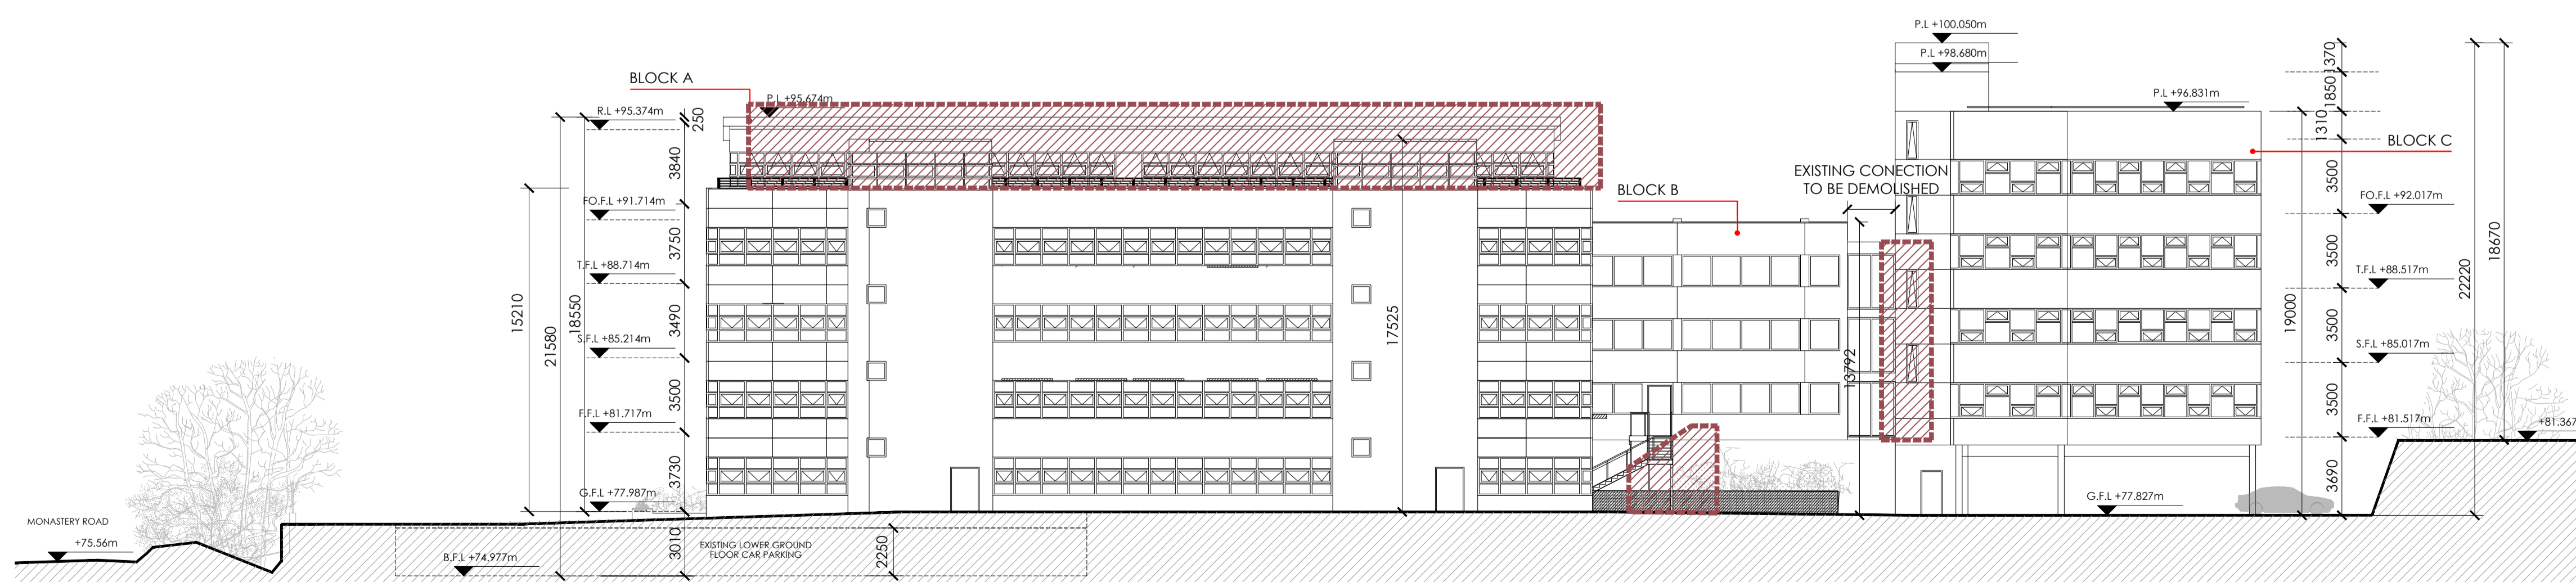 BLOCK A
P.L +95.674m
R.L +95.374m
250
3840
FO.F.L +91.714m
3750
T.F.L +88.714m
3490
S.F.L +85.214m
3500
F.F.L +81.717m
3730
G.F.L +77.987m
3010
B.F.L +74.977m
15210
21580
18550
MONASTERY ROAD
+75.56m
EXISTING LOWER GROUND
FLOOR CAR PARKING
2250
17525
BLOCK B
EXISTING CONECTION
TO BE DEMOLISHED
13792
P.L +100.050m
P.L +98.680m
P.L +96.831m
BLOCK C
1370
1850
1310
3500
FO.F.L +92.017m
3500
T.F.L +88.517m
3500
S.F.L +85.017m
3500
F.F.L +81.517m
3690
G.F.L +77.827m
19000
22220
18670
+81.367